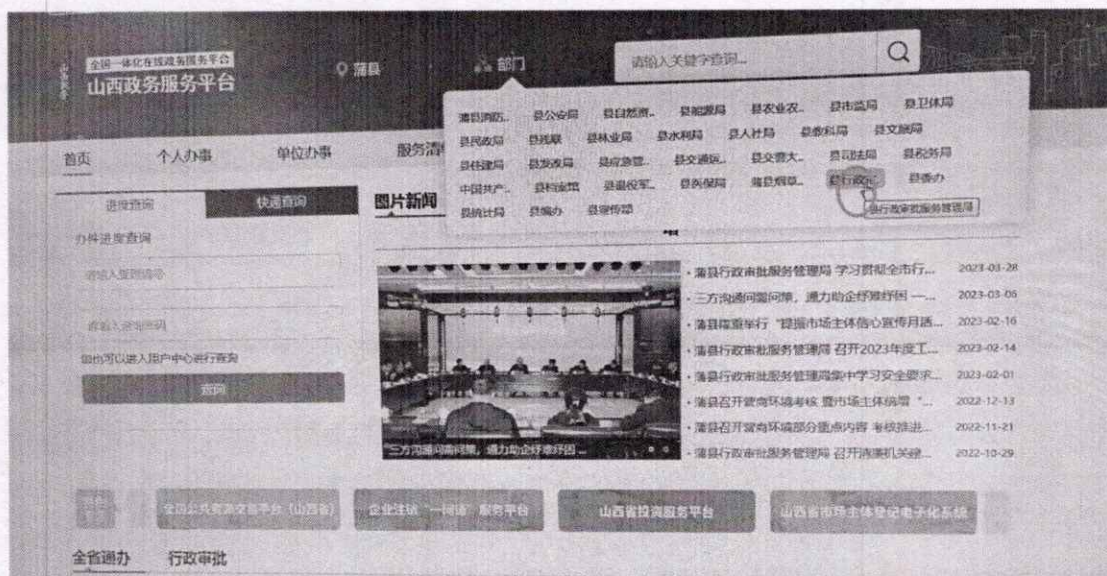 全国一体化在线政务服务平台
山西政务服务平台
蒲县
部门
请输入关键字查询...
蒲县消防.. 县公安局 县自然资.. 县能源局 县农业农.. 县市监局 县卫体局
县民政局 县残联 县林业局 县水利局 县人社局 县教科局 县文旅局
县住建局 县发改局 县应急管.. 县交通运.. 县交警大.. 县司法局 县税务局
中国共产.. 县档案馆 县退役军.. 县医保局 蒲县烟草.. 县行政审.. 县委办
县统计局 县编办 县宣传部
县行政审批服务管理局
首页 个人办事 单位办事 服务清
进度查询 快速查询
办件进度查询
您也可以进入用户中心进行查询
查询
图片新闻
三方沟通问需问策，通力助企纾难纾困 ...
· 蒲县行政审批服务管理局 学习贯彻全市行... 2023-03-28
· 三方沟通问需问策，通力助企纾难纾困 —... 2023-03-06
· 蒲县隆重举行“提振市场主体信心宣传月活... 2023-02-16
· 蒲县行政审批服务管理局 召开2023年度工... 2023-02-14
· 蒲县行政审批服务管理局集中学习安全要求... 2023-02-01
· 蒲县召开营商环境考核 暨市场主体倍增“... 2022-12-13
· 蒲县召开营商环境部分重点内容 考核推进... 2022-11-21
· 蒲县行政审批服务管理局 召开清廉机关建... 2022-10-29
全国公共资源交易平台（山西省） 企业注销“一网通”服务平台 山西省投资服务平台 山西省市场主体登记电子化系统
全省通办 行政审批